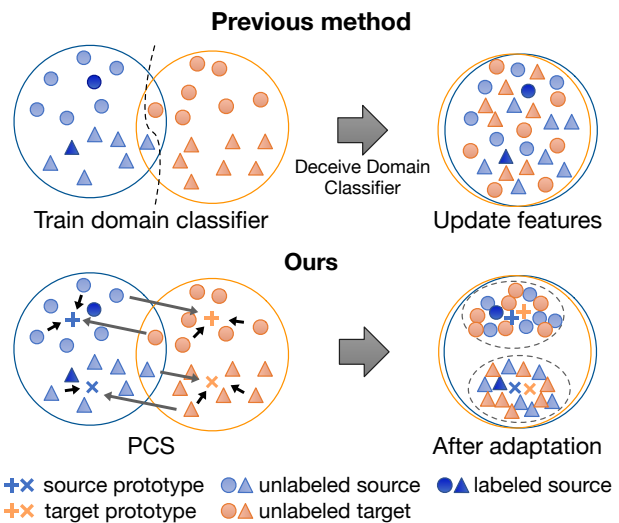 Previous method
Deceive Domain
Classifier
Train domain classifier
Update features
Ours
PCS
After adaptation
source prototype
unlabeled source
labeled source
target prototype
unlabeled target